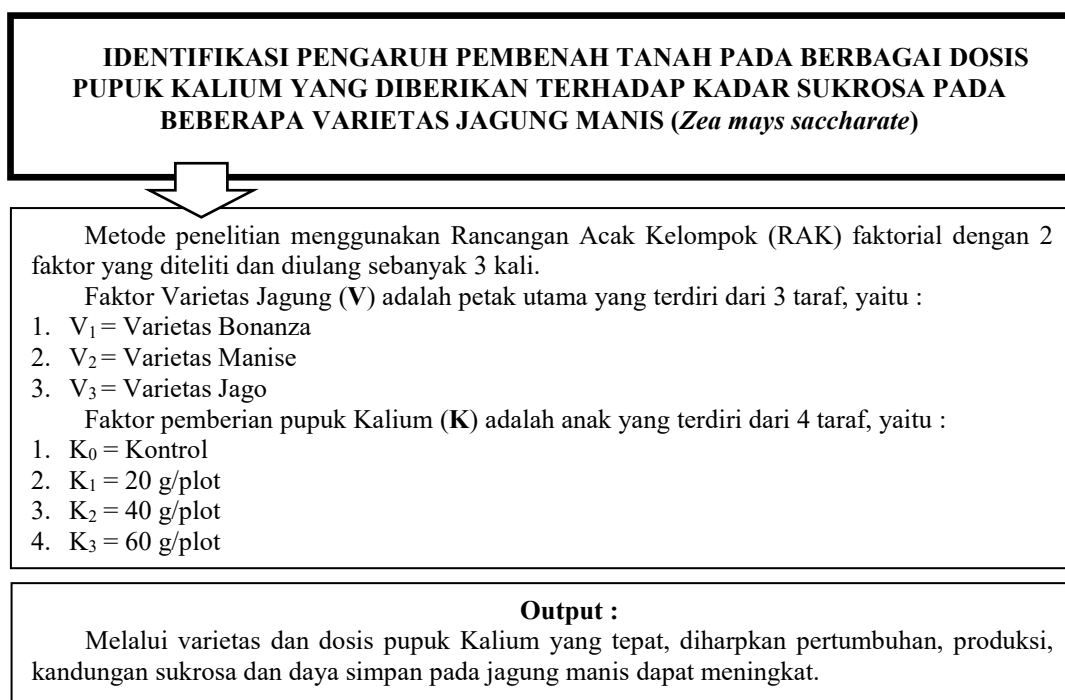 IDENTIFIKASI PENGARUH PEMBENAH TANAH PADA BERBAGAI DOSIS
PUPUK KALIUM YANG DIBERIKAN TERHADAP KADAR SUKROSA PADA
BEBERAPA VARIETAS JAGUNG MANIS (Zea mays saccharate)
Metode penelitian menggunakan Rancangan Acak Kelompok (RAK) faktorial dengan 2
faktor yang diteliti dan diulang sebanyak 3 kali.
Faktor Varietas Jagung (V) adalah petak utama yang terdiri dari 3 taraf, yaitu :
1. V₁ = Varietas Bonanza
2. V₂ = Varietas Manise
3. V₃ = Varietas Jago
Faktor pemberian pupuk Kalium (K) adalah anak yang terdiri dari 4 taraf, yaitu :
1. K₀ = Kontrol
2. K₁ = 20 g/plot
3. K₂ = 40 g/plot
4. K₃ = 60 g/plot
Output :
Melalui varietas dan dosis pupuk Kalium yang tepat, diharpkan pertumbuhan, produksi,
kandungan sukrosa dan daya simpan pada jagung manis dapat meningkat.